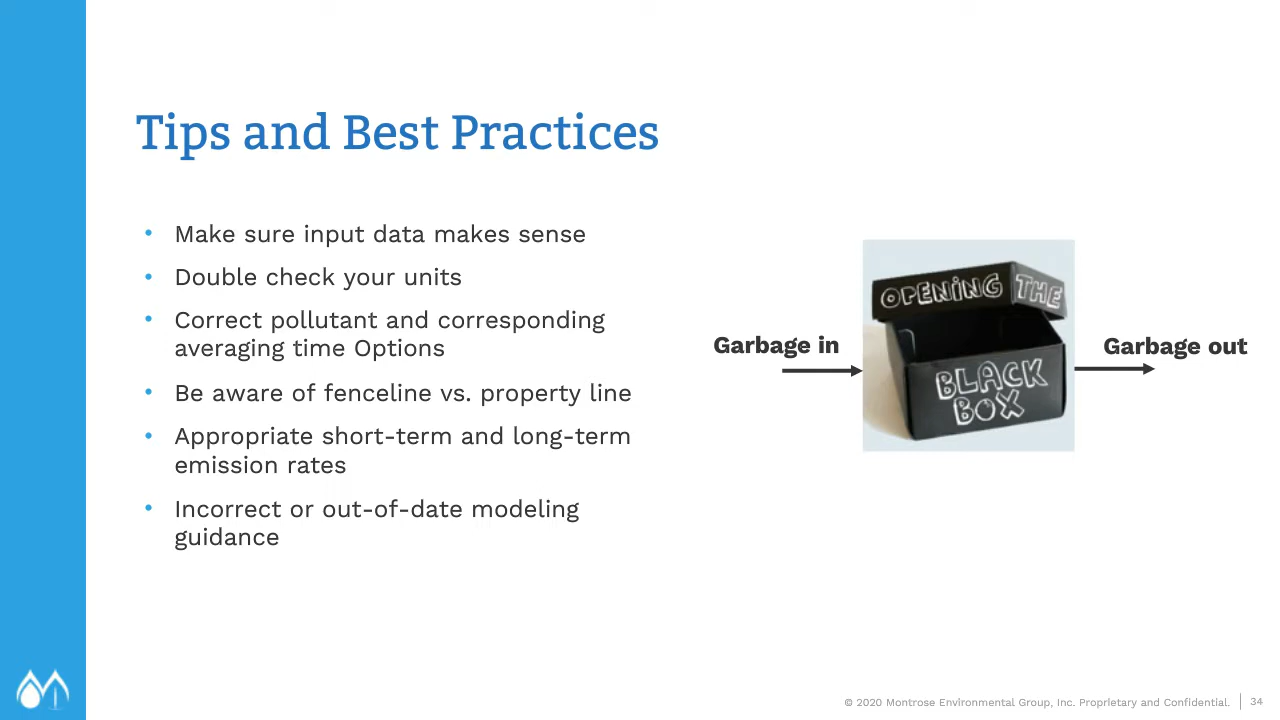 Tips and Best Practices
• Make sure input data makes sense
• Double check your units
• Correct pollutant and corresponding
averaging time Options
• Be aware of fenceline vs. property line
• Appropriate short-term and long-term
emission rates
• Incorrect or out-of-date modeling
guidance
Garbage in
OPENING THE
BLACK
BOX
Garbage out
© 2020 Montrose Environmental Group, Inc. Proprietary and Confidential.
34